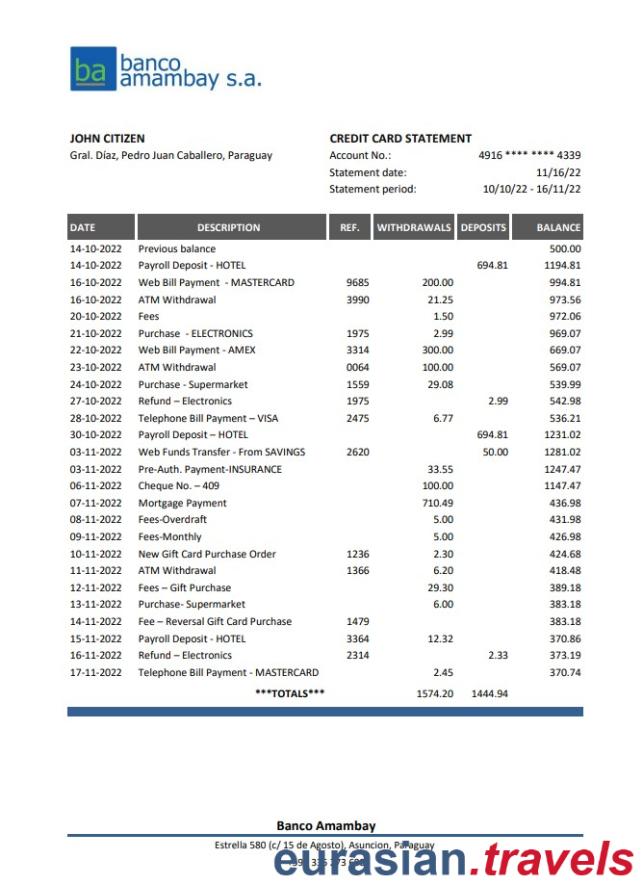 ba banco
amambay s.a.
JOHN CITIZEN CREDIT CARD STATEMENT
Gral. Díaz, Pedro Juan Caballero, Paraguay Account No.: 4916 **** **** 4339
Statement date: 11/16/22
Statement period: 10/10/22 - 16/11/22
DATE DESCRIPTION REF. WITHDRAWALS DEPOSITS BALANCE
14-10-2022 Previous balance 500.00
14-10-2022 Payroll Deposit - HOTEL 694.81 1194.81
16-10-2022 Web Bill Payment - MASTERCARD 9685 200.00 994.81
16-10-2022 ATM Withdrawal 3990 21.25 973.56
20-10-2022 Fees 1.50 972.06
21-10-2022 Purchase - ELECTRONICS 1975 2.99 969.07
22-10-2022 Web Bill Payment - AMEX 3314 300.00 669.07
23-10-2022 ATM Withdrawal 0064 100.00 569.07
24-10-2022 Purchase - Supermarket 1559 29.08 539.99
27-10-2022 Refund – Electronics 1975 2.99 542.98
28-10-2022 Telephone Bill Payment – VISA 2475 6.77 536.21
30-10-2022 Payroll Deposit – HOTEL 694.81 1231.02
03-11-2022 Web Funds Transfer - From SAVINGS 2620 50.00 1281.02
03-11-2022 Pre-Auth. Payment-INSURANCE 33.55 1247.47
06-11-2022 Cheque No. – 409 100.00 1147.47
07-11-2022 Mortgage Payment 710.49 436.98
08-11-2022 Fees-Overdraft 5.00 431.98
09-11-2022 Fees-Monthly 5.00 426.98
10-11-2022 New Gift Card Purchase Order 1236 2.30 424.68
11-11-2022 ATM Withdrawal 1366 6.20 418.48
12-11-2022 Fees – Gift Purchase 29.30 389.18
13-11-2022 Purchase- Supermarket 6.00 383.18
14-11-2022 Fee – Reversal Gift Card Purchase 1479 383.18
15-11-2022 Payroll Deposit - HOTEL 3364 12.32 370.86
16-11-2022 Refund – Electronics 2314 2.33 373.19
17-11-2022 Telephone Bill Payment - MASTERCARD 2.45 370.74
***TOTALS*** 1574.20 1444.94
Banco Amambay
Estrella 580 (c/ 15 de Agosto), Asuncion, Paraguay
eurasian.travels